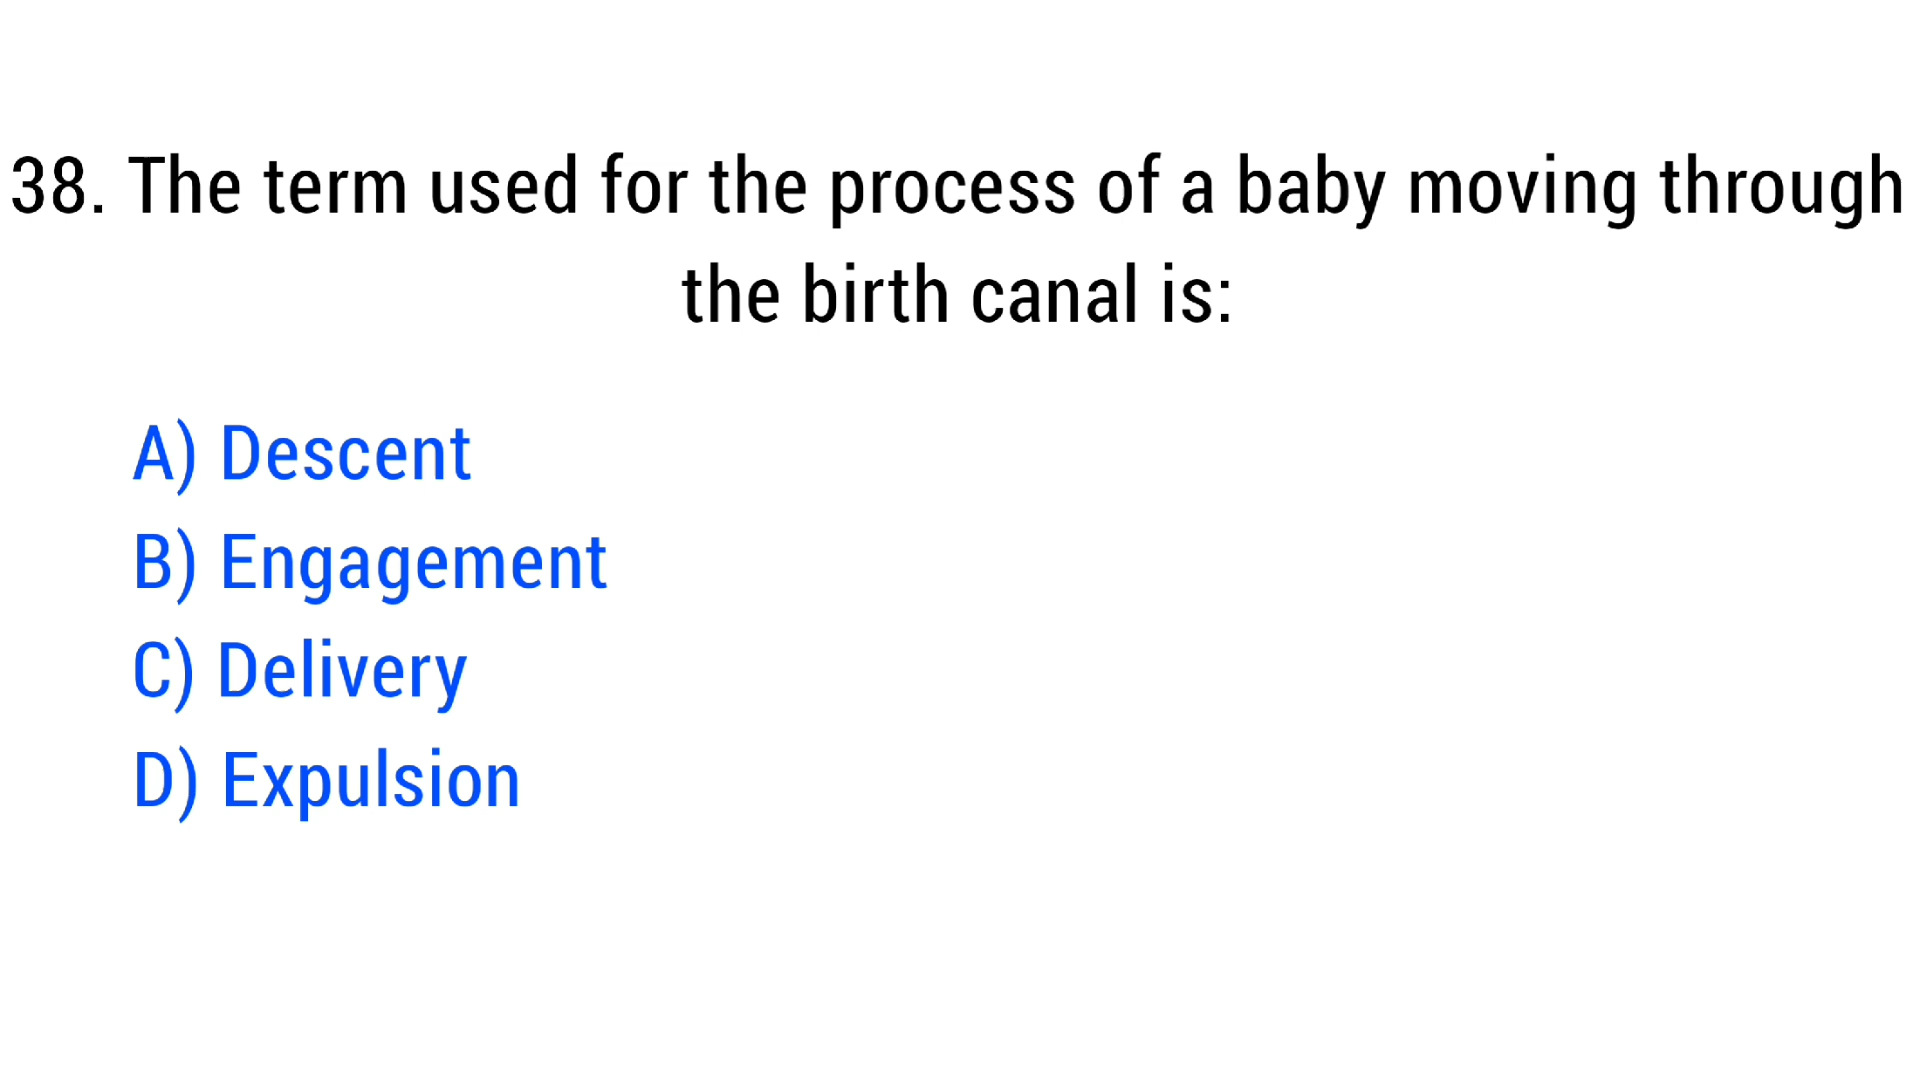 38. The term used for the process of a baby moving through
the birth canal is:
A) Descent
B) Engagement
C) Delivery
D) Expulsion